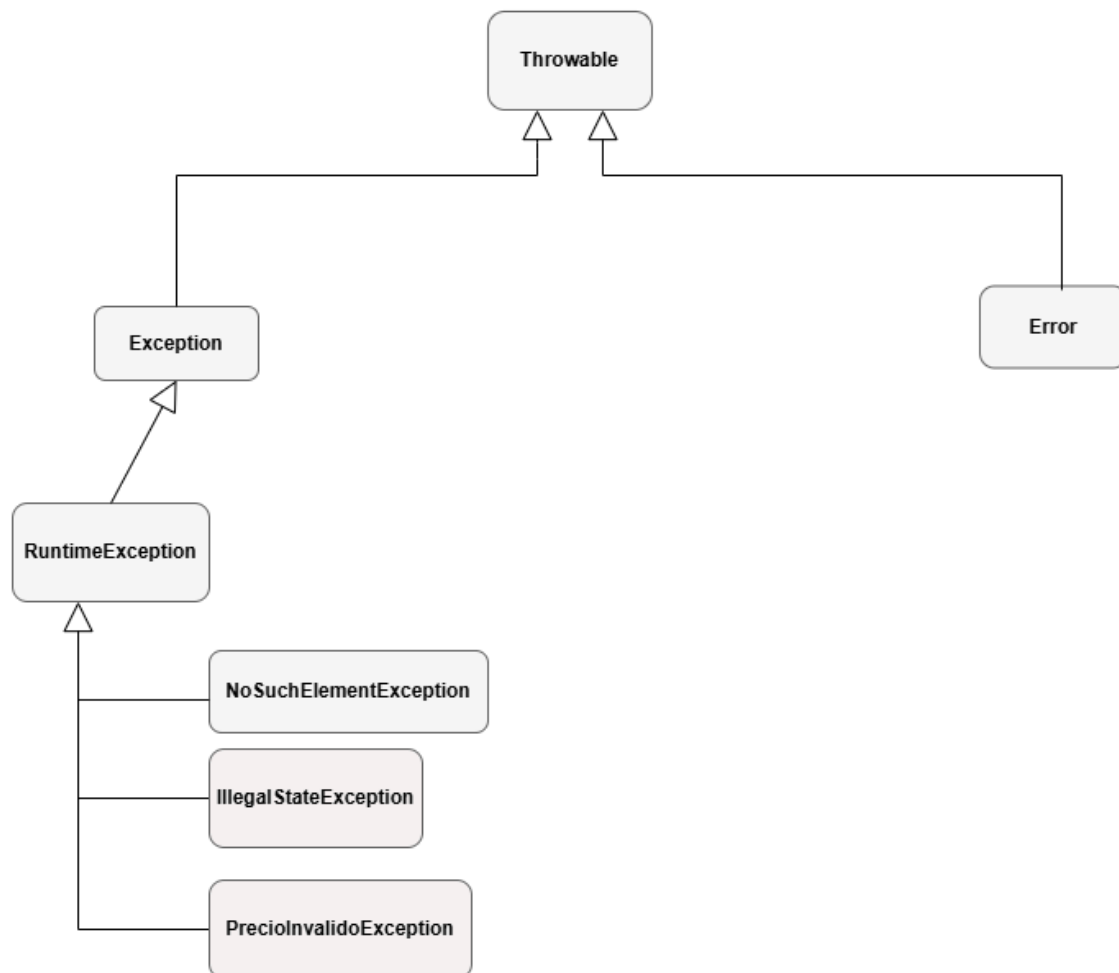 Throwable
Exception
Error
RuntimeException
NoSuchElementException
IllegalStateException
PrecioInvalidoException